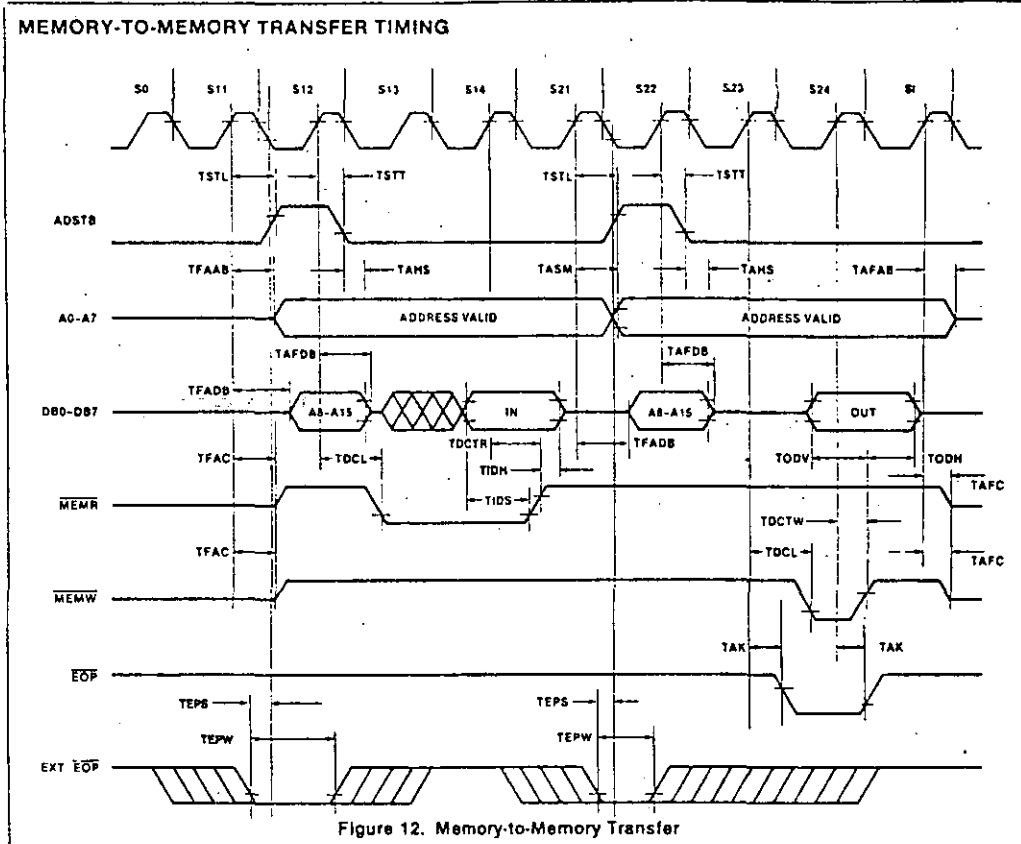 MEMORY-TO-MEMORY TRANSFER TIMING
S0 S11 S12 S13 S14 S21 S22 S23 S24 SI
TSTL TSTT TSTL TSTT
ADSTB
TFAAB TAHS TASM TAHS TAFAB
A0-A7 ADDRESS VALID ADDRESS VALID
TAFDB TAFDB
TFADB
DB0-DB7 A8-A15 IN A8-A15 OUT
TDCTR TFADB
TFAC TDCL TIDH TODV TODH
TAFC
MEMR TIDS
TDCTW
TFAC TDCL TAFC
MEMW
TAK TAK
EOP
TEPS TEPS
TEPW TEPW
EXT EOP
Figure 12. Memory-to-Memory Transfer